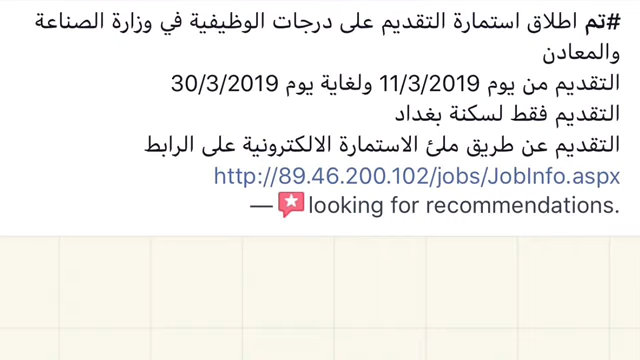 #تم اطلاق استمارة التقديم على درجات الوظيفية في وزارة الصناعة
والمعادن
التقديم من يوم 11/3/2019 ولغاية يوم 30/3/2019
التقديم فقط لسكنة بغداد
التقديم عن طريق ملئ الاستمارة الالكترونية على الرابط
http://89.46.200.102/jobs/JobInfo.aspx
— looking for recommendations.